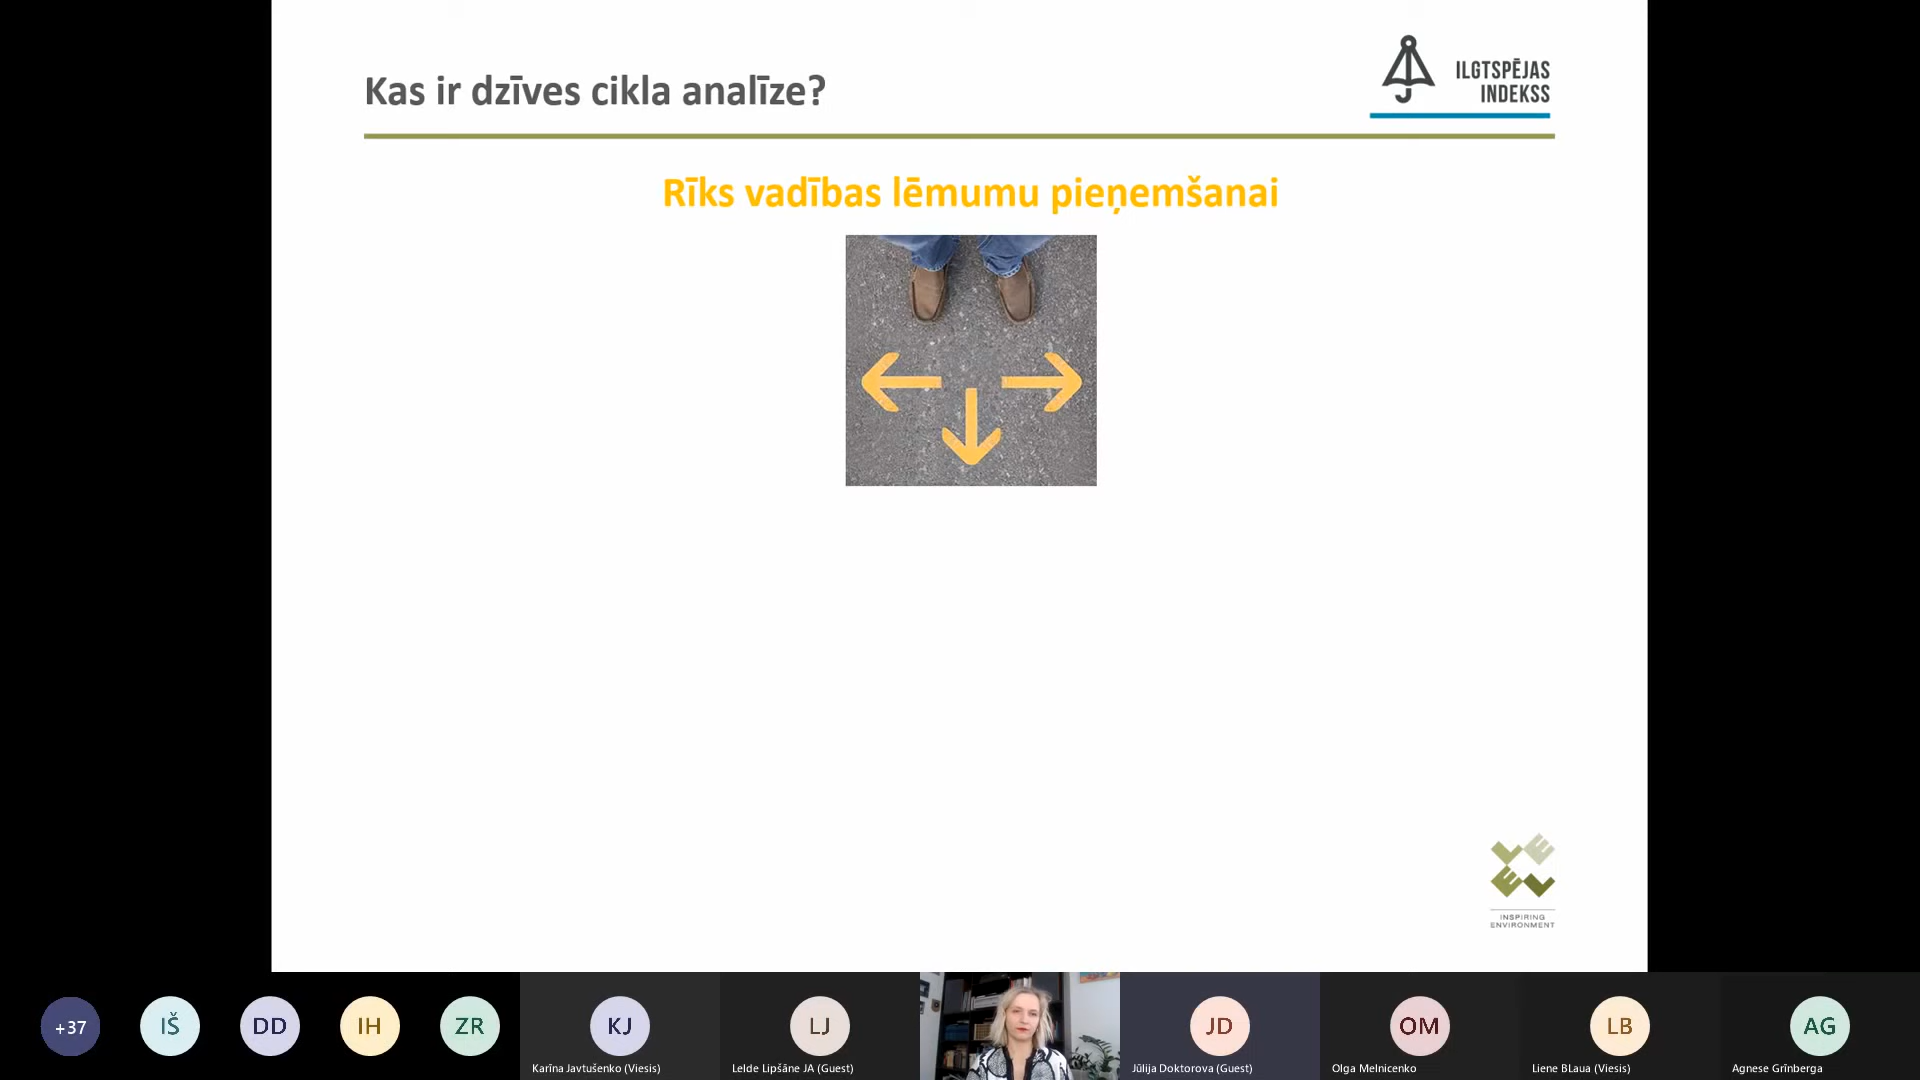 Kas ir dzīves cikla analīze?
ILGTSPĒJAS
INDEKSS
Rīks vadības lēmumu pieņemšanai
INSPIRING
ENVIRONMENT
+37
IŠ
DD
IH
ZR
KJ
Karīna Javtušenko (Viesis)
LJ
Lelde Lipšāne JA (Guest)
JD
Jūlija Doktorova (Guest)
OM
Olga Melnicenko
LB
Liene BLaua (Viesis)
AG
Agnese Grīnberga